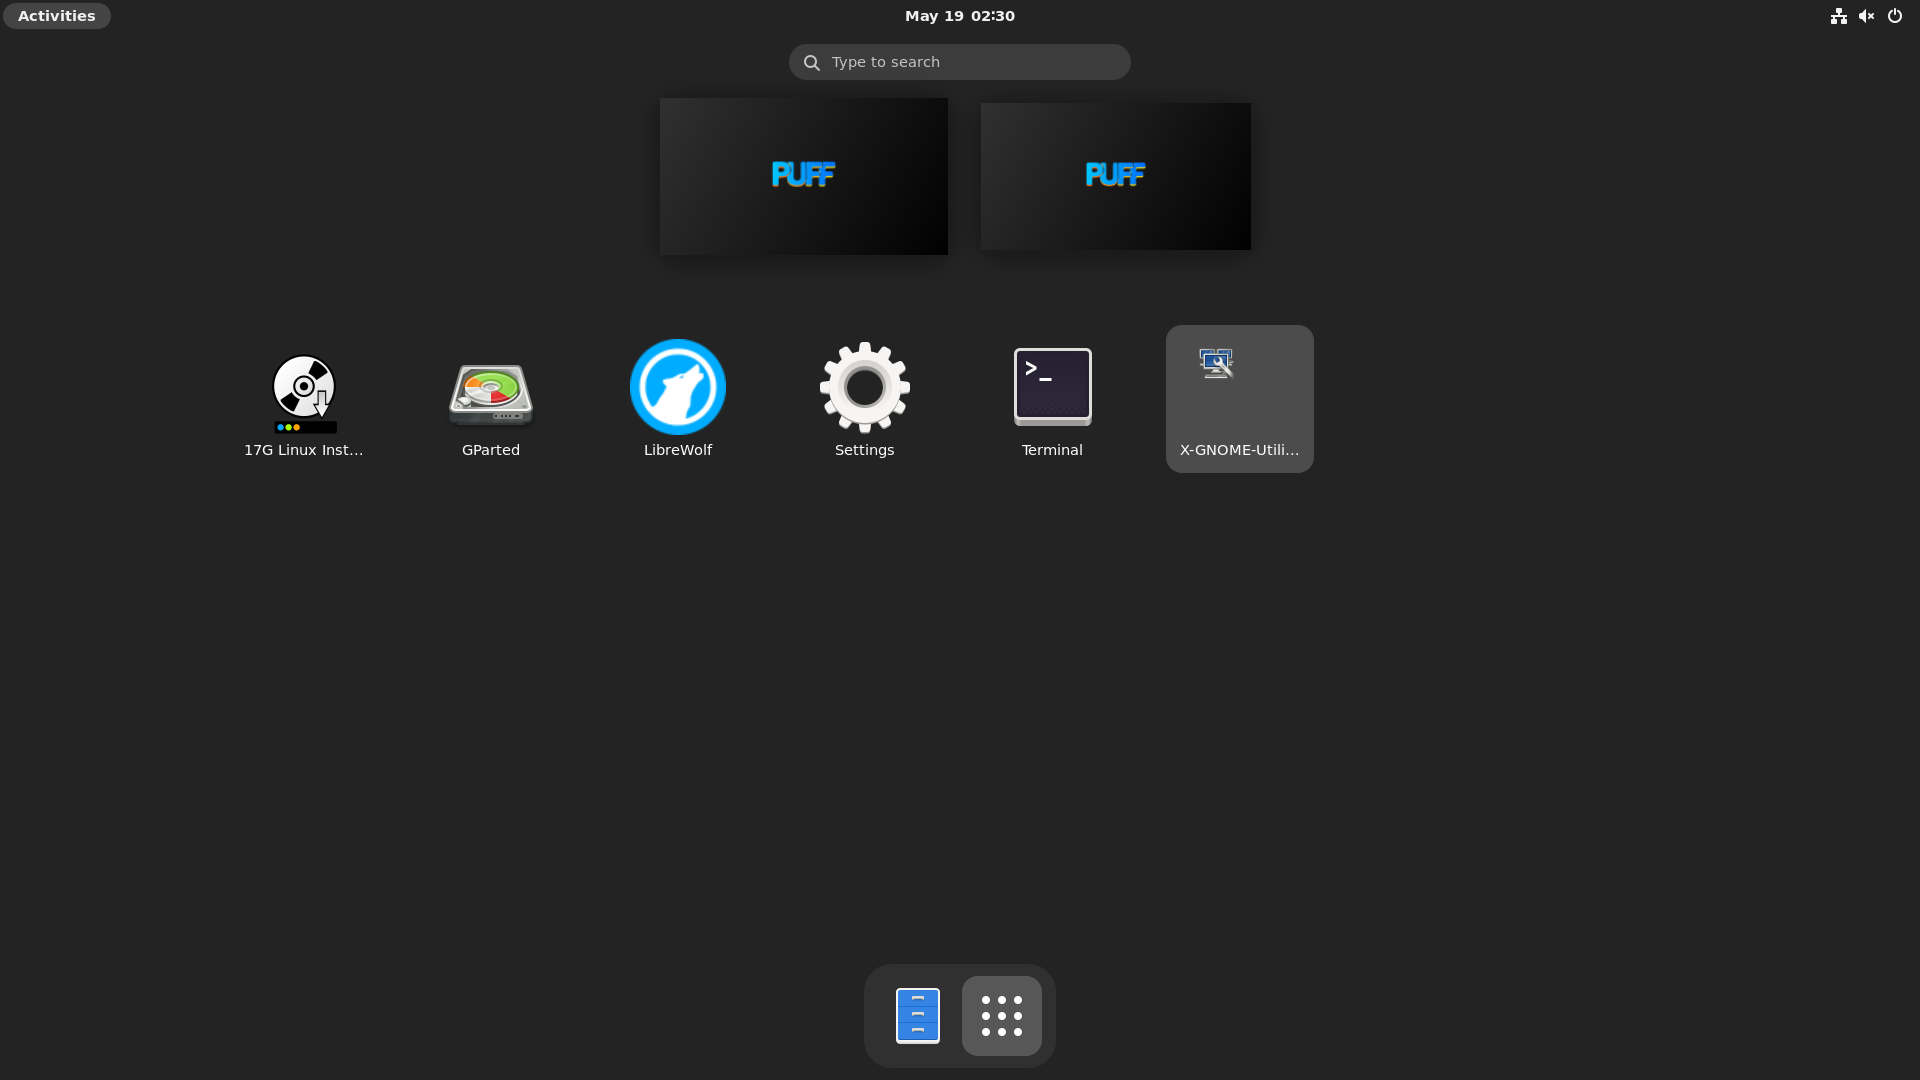 Activities
May 19 02:30
Type to search
PUFF
PUFF
>_
17G Linux Inst...
GParted
LibreWolf
Settings
Terminal
X-GNOME-Utili...